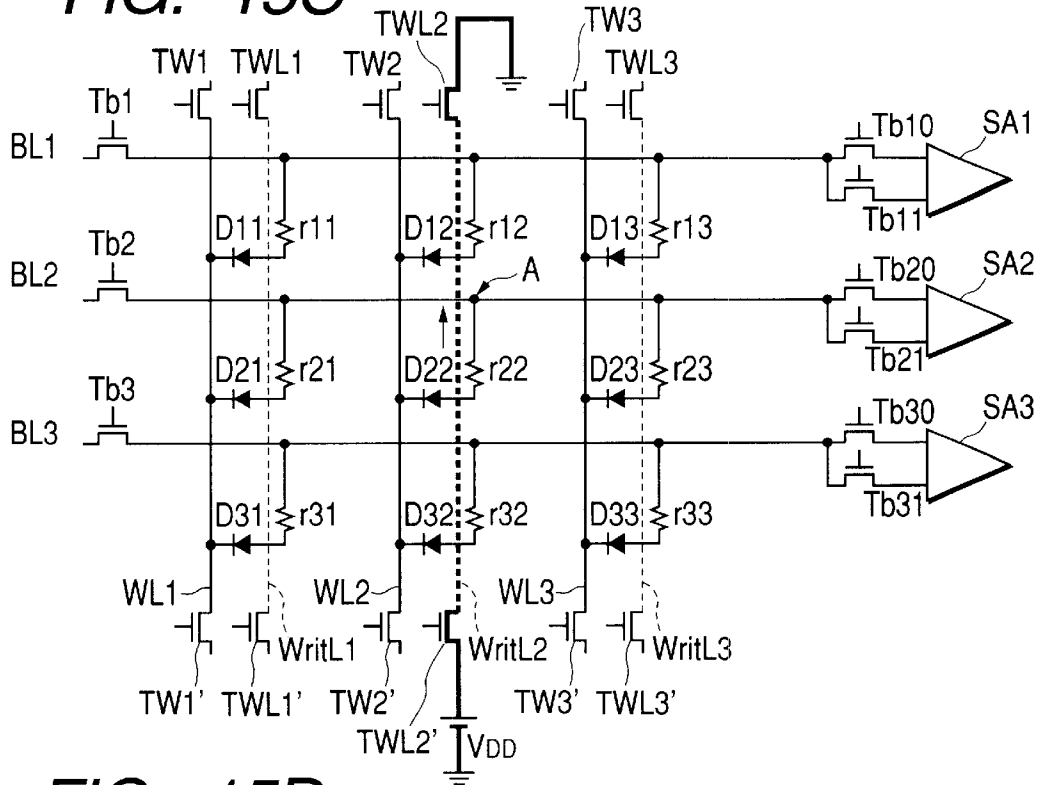 FIG. 15C
TWL2
TW3
TW1 TWL1 TW2 TWL3
Tb1
BL1
Tb10
SA1
Tb11
D11 r11 D12 r12 D13 r13
Tb2
BL2
A
Tb20
SA2
Tb21
D21 r21 D22 r22 D23 r23
Tb3
BL3
Tb30
SA3
Tb31
D31 r31 D32 r32 D33 r33
WL1 WL2 WL3
WritL1 WritL2 WritL3
TW1' TWL1' TW2' TW3' TWL3'
TWL2' VDD